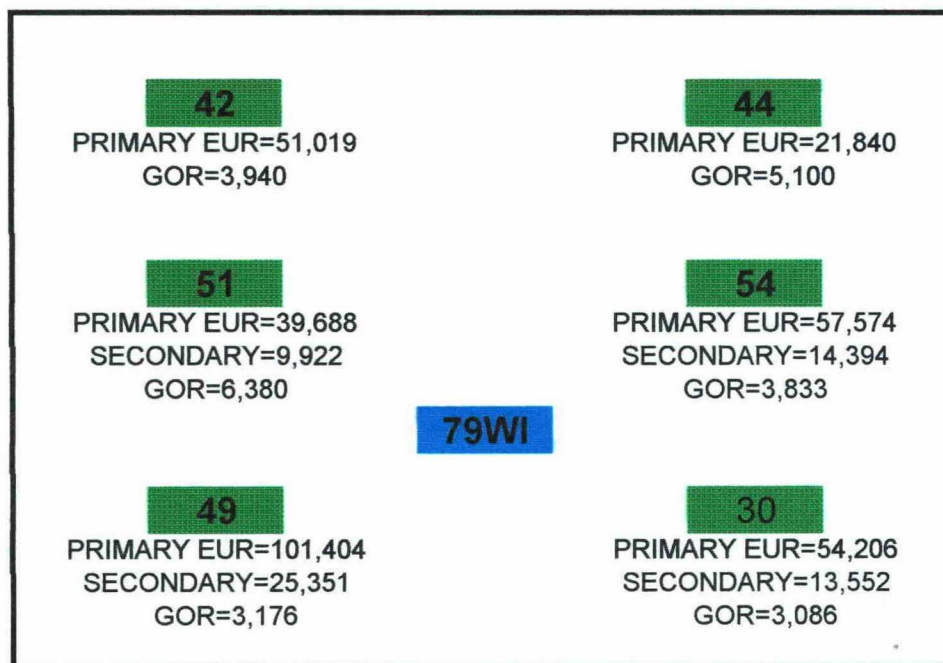 42
PRIMARY EUR=51,019
GOR=3,940
44
PRIMARY EUR=21,840
GOR=5,100
51
PRIMARY EUR=39,688
SECONDARY=9,922
GOR=6,380
54
PRIMARY EUR=57,574
SECONDARY=14,394
GOR=3,833
79WI
49
PRIMARY EUR=101,404
SECONDARY=25,351
GOR=3,176
30
PRIMARY EUR=54,206
SECONDARY=13,552
GOR=3,086